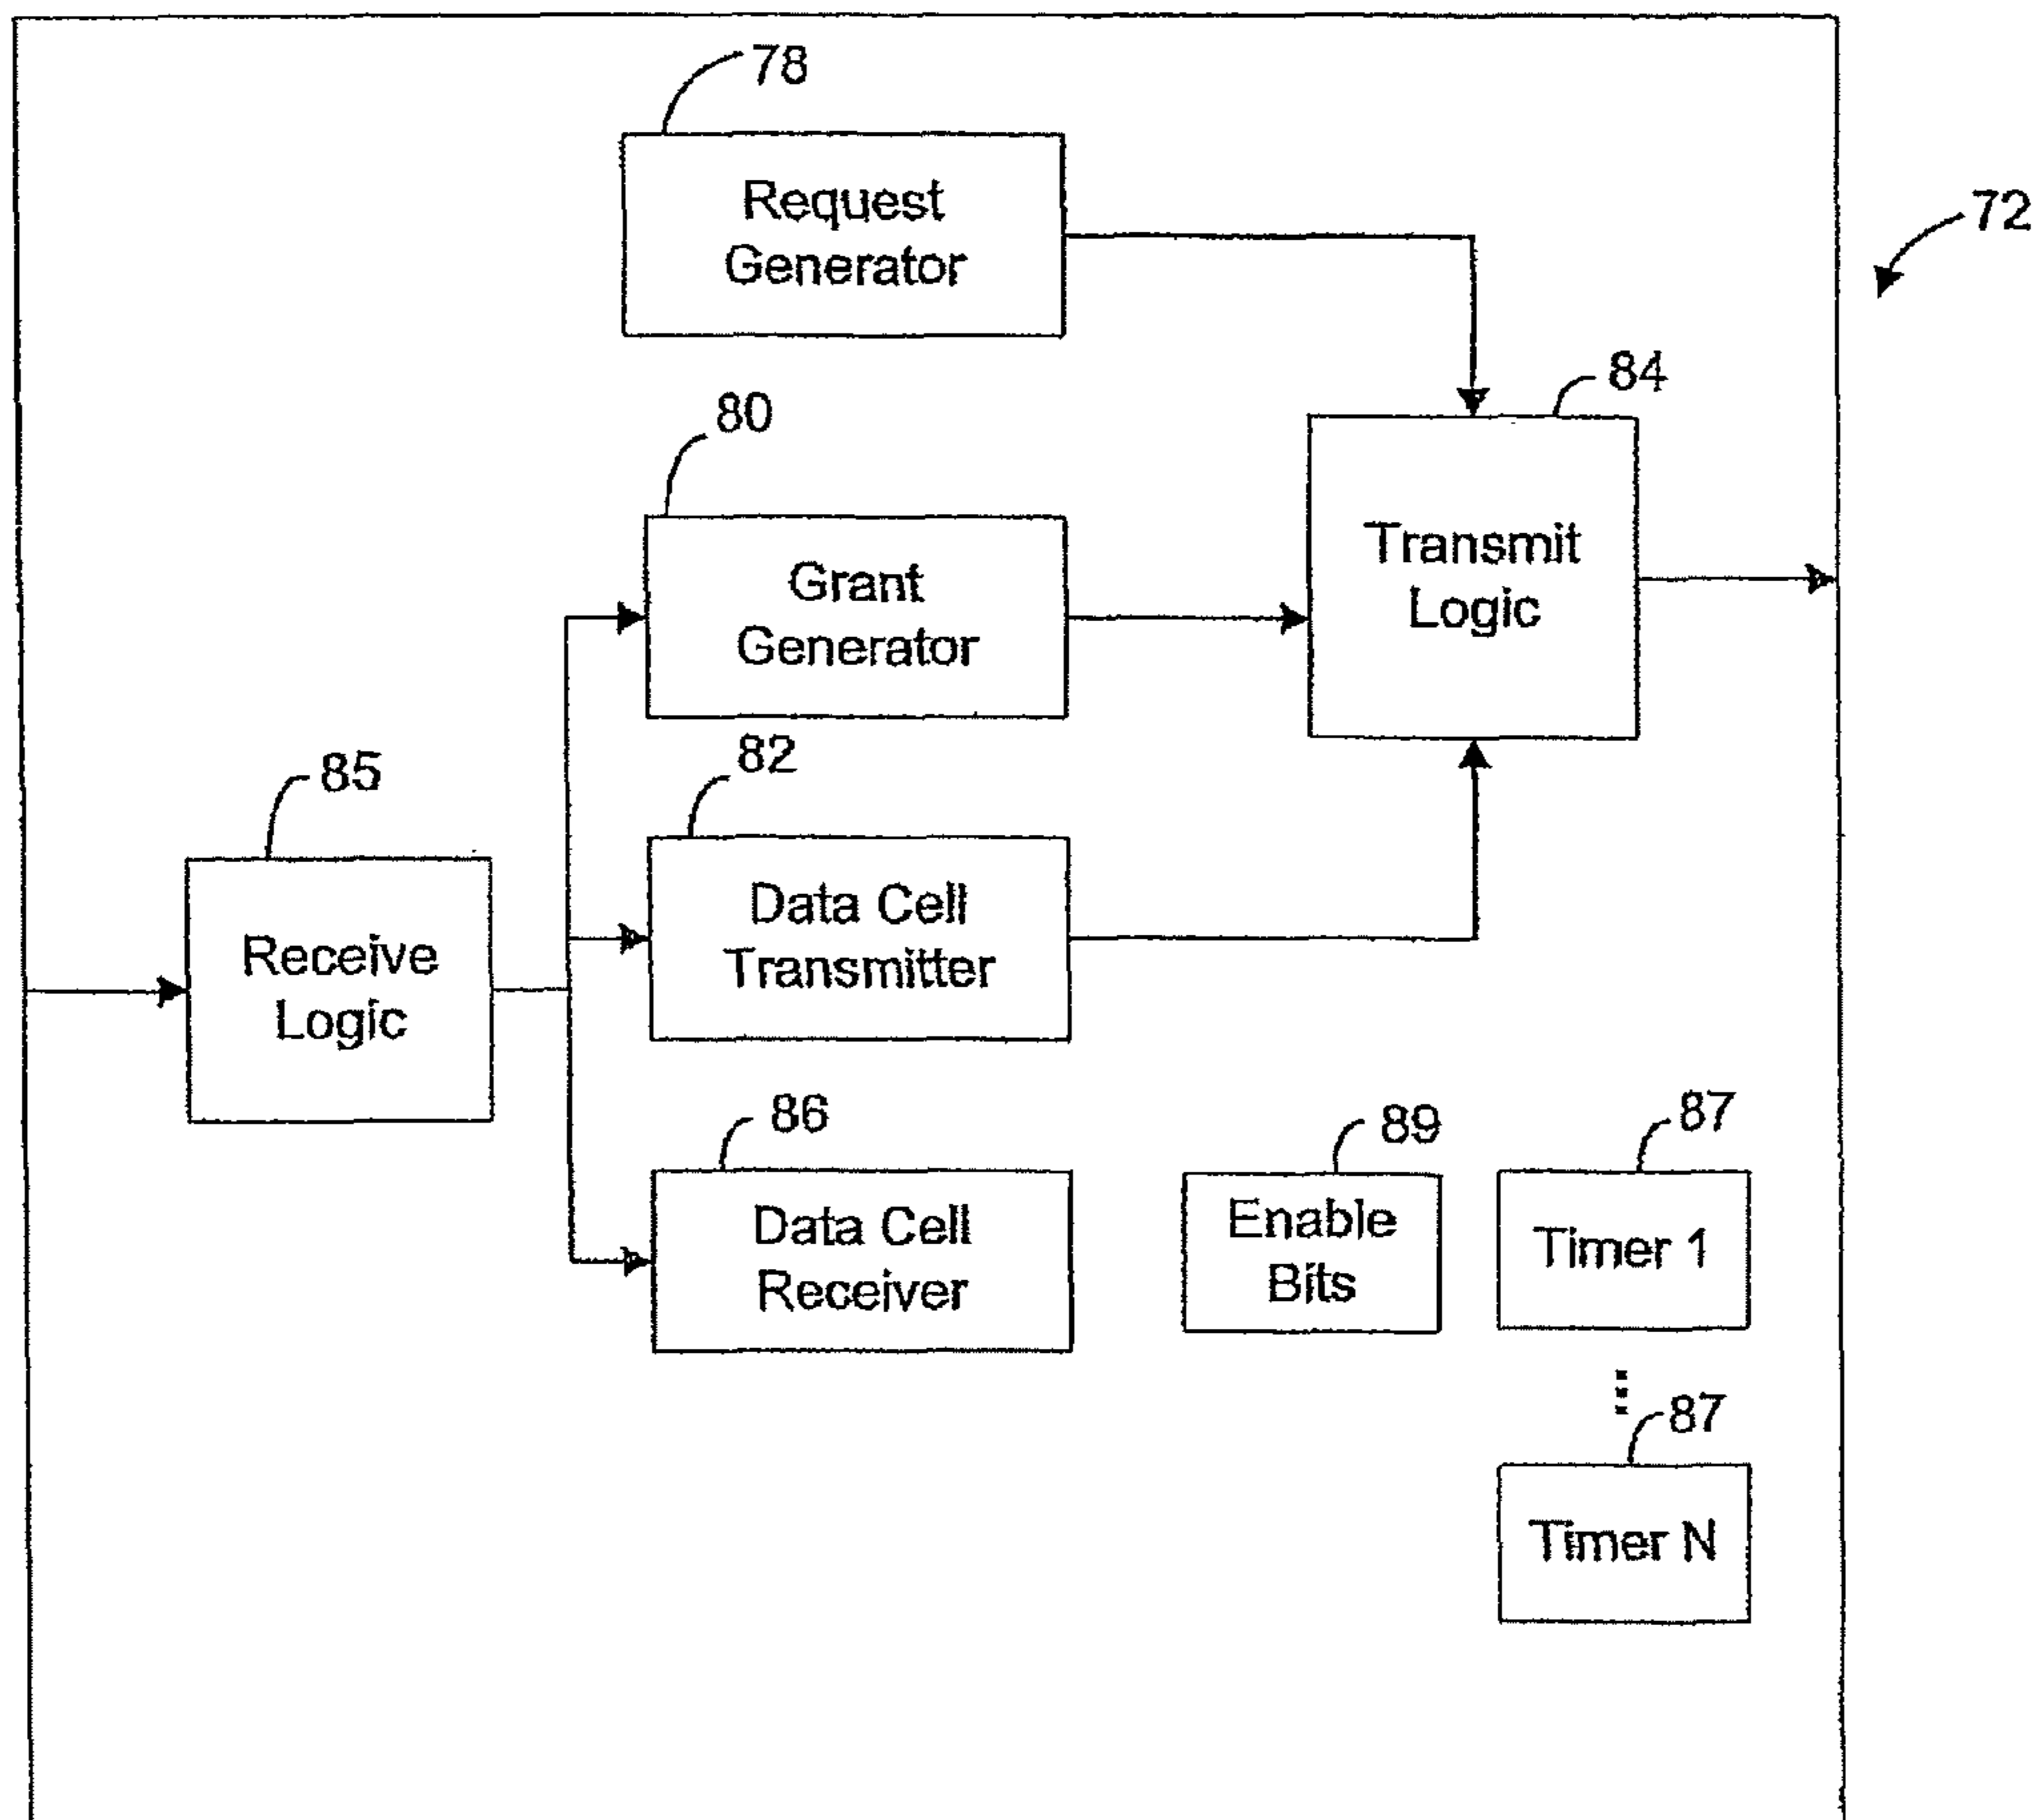 78
Request
Generator
72
84
80
Transmit
Logic
Grant
Generator
82
85
Data Cell
Transmitter
Receive
Logic
86
89
87
Data Cell
Receiver
Enable
Bits
Timer 1
87
Timer N